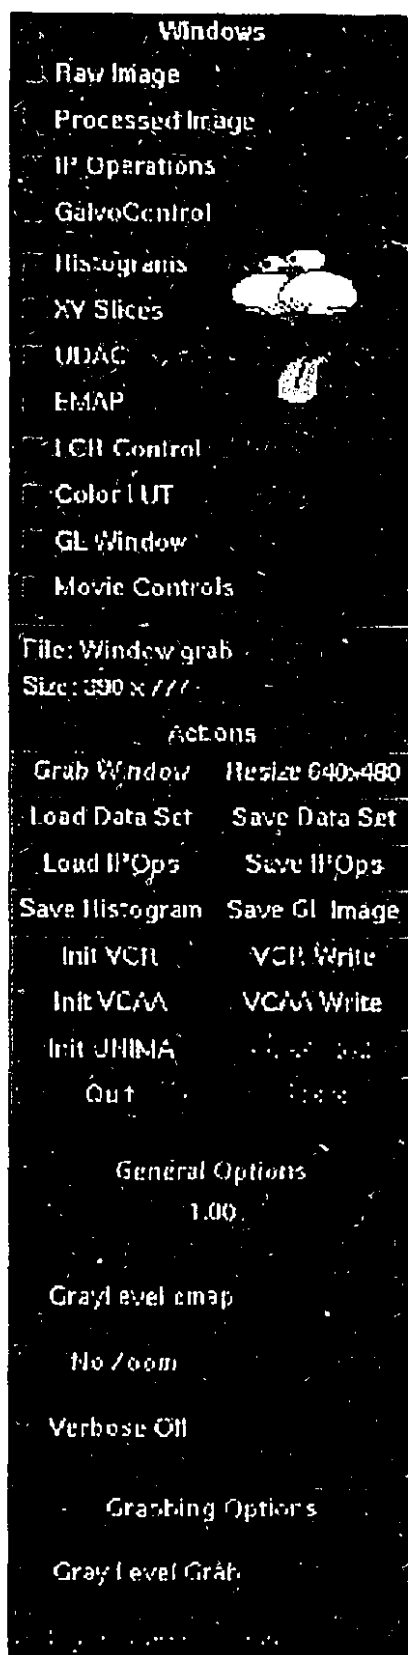 Windows
Raw Image
Processed Image
IP Operations
GalvoControl
Histograms
XY Slices
UDAC
EMAP
LCR Control
Color LUT
GL Window
Movie Controls
File: Window grab
Size: 390 x 777
Actions
Grab Window Resize 640x480
Load Data Set Save Data Set
Load IPOps Save IPOps
Save Histogram Save GL Image
Init VCR VCR Write
Init VCAA VCAA Write
Init UNIMA
Quit
General Options
1.00
GrayLevel cmap
No Zoom
Verbose Off
Grabbing Options
Gray Level Grab